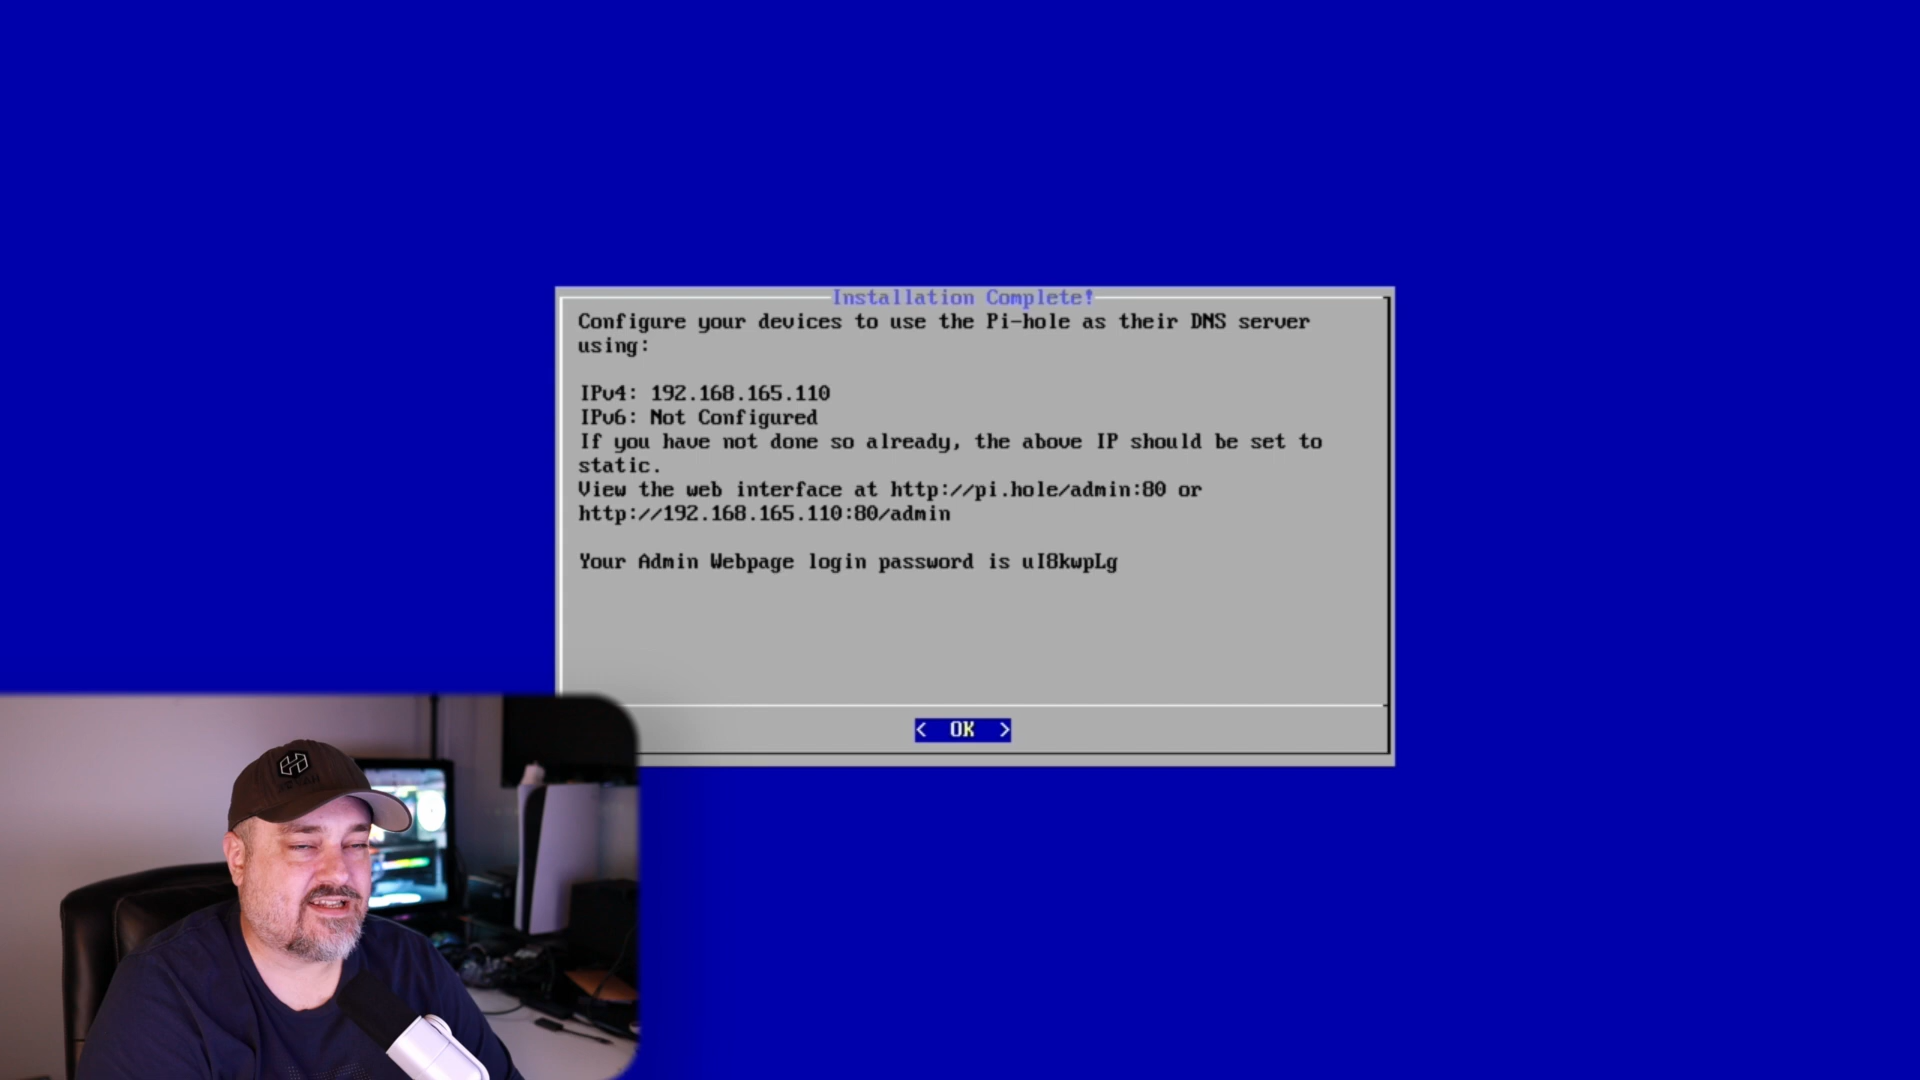 Installation Complete!
Configure your devices to use the Pi-hole as their DNS server
using:
IPv4: 192.168.165.110
IPv6: Not Configured
If you have not done so already, the above IP should be set to
static.
View the web interface at http://pi.hole/admin:80 or
http://192.168.165.110:80/admin
Your Admin Webpage login password is uI8kwpLg
< OK >